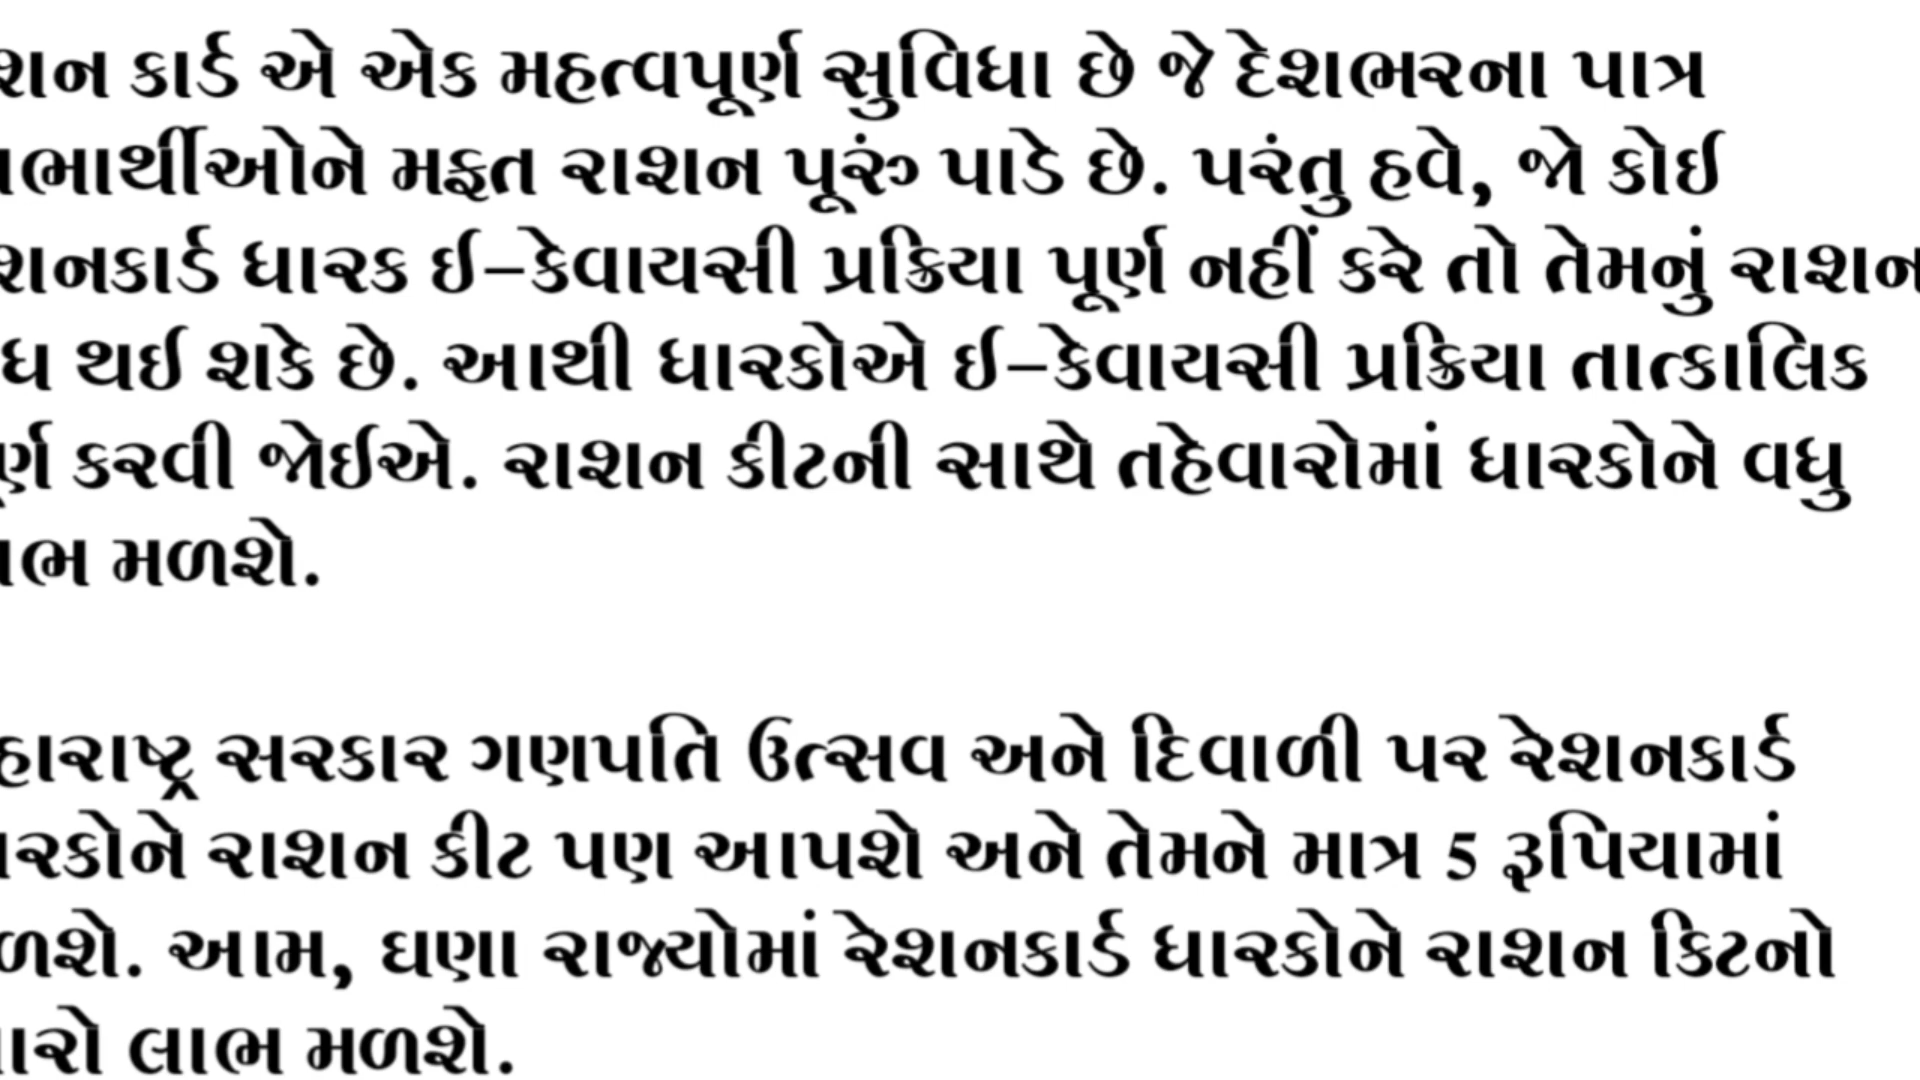 શન કાર્ડ એ એક મહત્વપૂર્ણ સુવિધા છે જે દેશભરના પાત્ર
ભાર્થીઓને મફત રાશન પૂરું પાડે છે. પરંતુ હવે, જો કોઈ
શનકાર્ડ ધારક ઈ-કેવાયસી પ્રક્રિયા પૂર્ણ નહીં કરે તો તેમનું રાશન
ધ થઈ શકે છે. આથી ધારકોએ ઈ-કેવાયસી પ્રક્રિયા તાત્કાલિક
ર્ણ કરવી જોઈએ. રાશન કીટની સાથે તહેવારોમાં ધારકોને વધુ
ભ મળશે.
હારાષ્ટ્ર સરકાર ગણપતિ ઉત્સવ અને દિવાળી પર રેશનકાર્ડ
રકોને રાશન કીટ પણ આપશે અને તેમને માત્ર 5 રૂપિયામાં
ળશે. આમ, ઘણા રાજ્યોમાં રેશનકાર્ડ ધારકોને રાશન કિટનો
ારો લાભ મળશે.